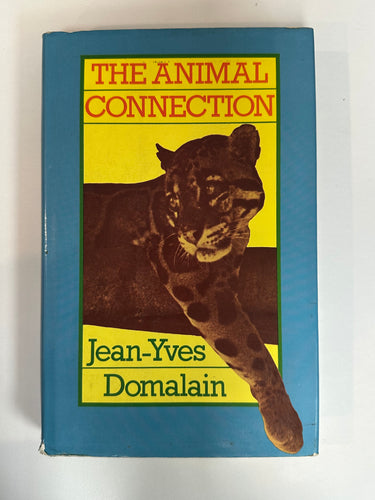 THE ANIMAL
CONNECTION
Jean-Yves
Domalain